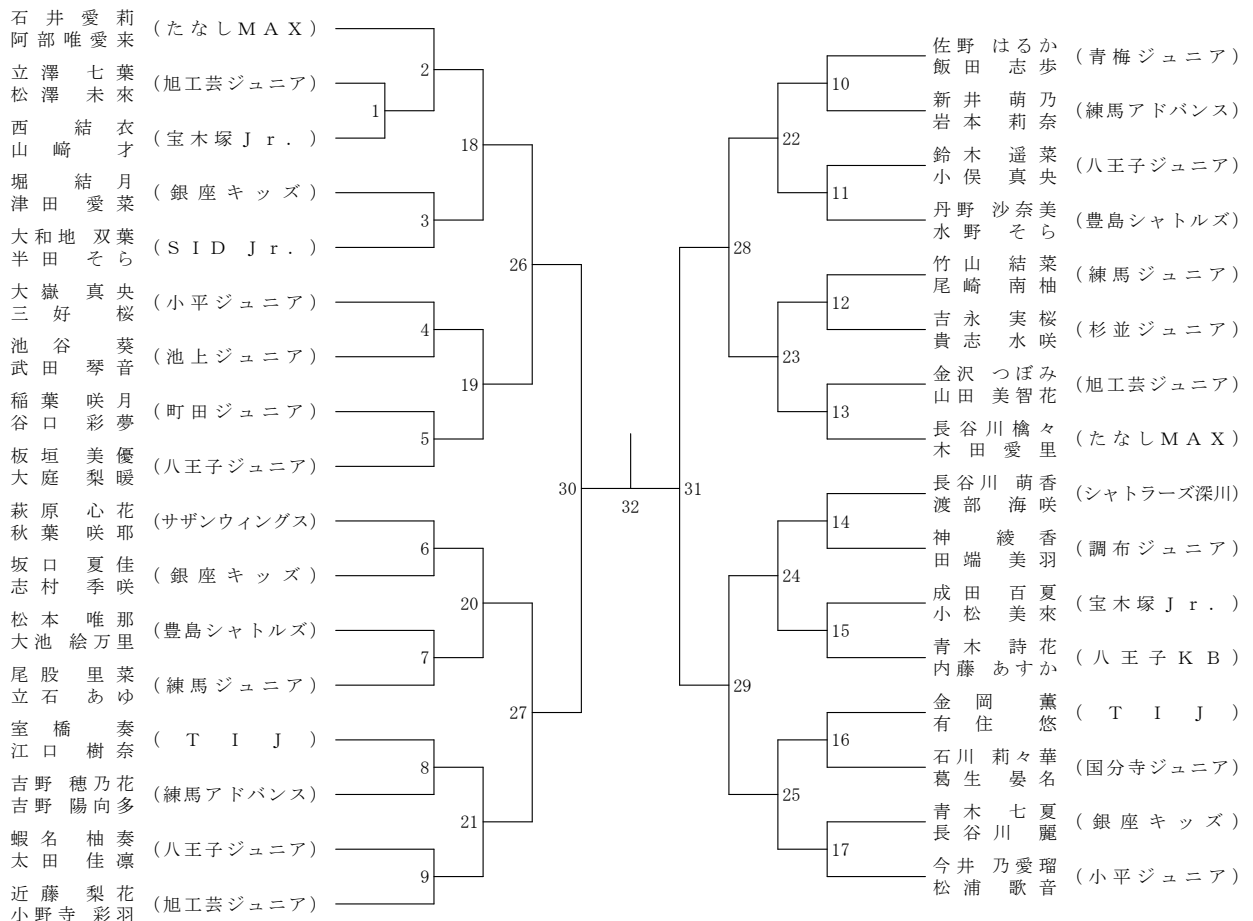 石井愛莉
阿部唯愛来
(たなしMAX)
立澤七葉
松澤未來
(旭工芸ジュニア)
西結衣
山﨑才
(宝木塚Jr.)
堀結月
津田愛菜
(銀座キッズ)
大和地 双葉
半田そら
(SID Jr.)
大嶽真央
三好桜
(小平ジュニア)
池谷葵
武田琴音
(池上ジュニア)
稲葉咲月
谷口彩夢
(町田ジュニア)
板垣美優
大庭梨暖
(八王子ジュニア)
萩原心花
秋葉咲耶
(サザンウィングス)
坂口夏佳
志村季咲
(銀座キッズ)
松本唯那
大池 絵万里
(豊島シャトルズ)
尾股里菜
立石あゆ
(練馬ジュニア)
室橋奏
江口樹奈
(TIJ)
吉野 穂乃花
吉野 陽向多
(練馬アドバンス)
蝦名柚奏
太田佳凛
(八王子ジュニア)
近藤梨花
小野寺 彩羽
(旭工芸ジュニア)
1
2
3
4
5
6
7
8
9
18
19
20
21
26
27
30
32
31
28
29
22
23
24
25
10
11
12
13
14
15
16
17
佐野 はるか
飯田志歩
(青梅ジュニア)
新井萌乃
岩本莉奈
(練馬アドバンス)
鈴木遥菜
小俣真央
(八王子ジュニア)
丹野 沙奈美
水野そら
(豊島シャトルズ)
竹山結菜
尾崎南柚
(練馬ジュニア)
吉永実桜
貴志水咲
(杉並ジュニア)
金沢 つぼみ
山田 美智花
(旭工芸ジュニア)
長谷川檎々
木田愛里
(たなしMAX)
長谷川 萌香
渡部海咲
(シャトラーズ深川)
神綾香
田端美羽
(調布ジュニア)
成田百夏
小松美來
(宝木塚Jr.)
青木詩花
内藤 あすか
(八王子KB)
金岡薫
有住悠
(TIJ)
石川 莉々華
葛生晏名
(国分寺ジュニア)
青木七夏
長谷川 麗
(銀座キッズ)
今井 乃愛瑠
松浦歌音
(小平ジュニア)